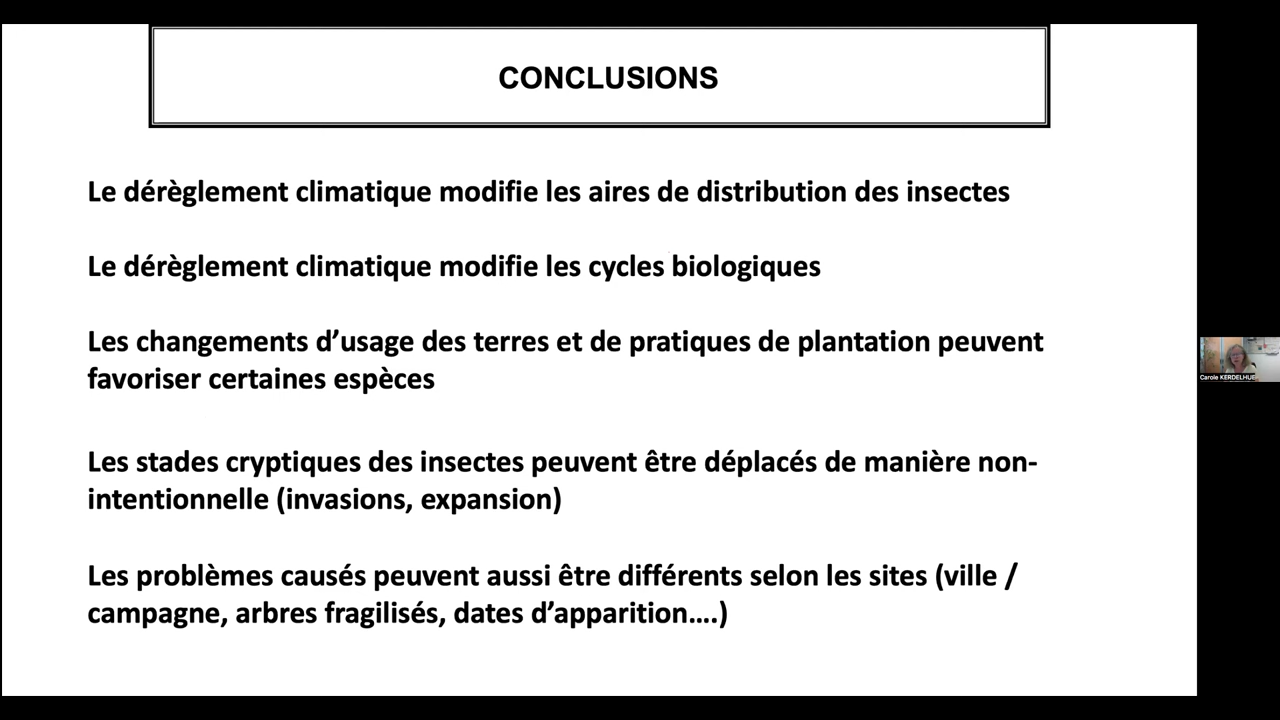 CONCLUSIONS
Le dérèglement climatique modifie les aires de distribution des insectes
Le dérèglement climatique modifie les cycles biologiques
Les changements d’usage des terres et de pratiques de plantation peuvent
favoriser certaines espèces
Les stades cryptiques des insectes peuvent être déplacés de manière non-
intentionnelle (invasions, expansion)
Les problèmes causés peuvent aussi être différents selon les sites (ville /
campagne, arbres fragilisés, dates d’apparition….)
Carole KERDELHUE